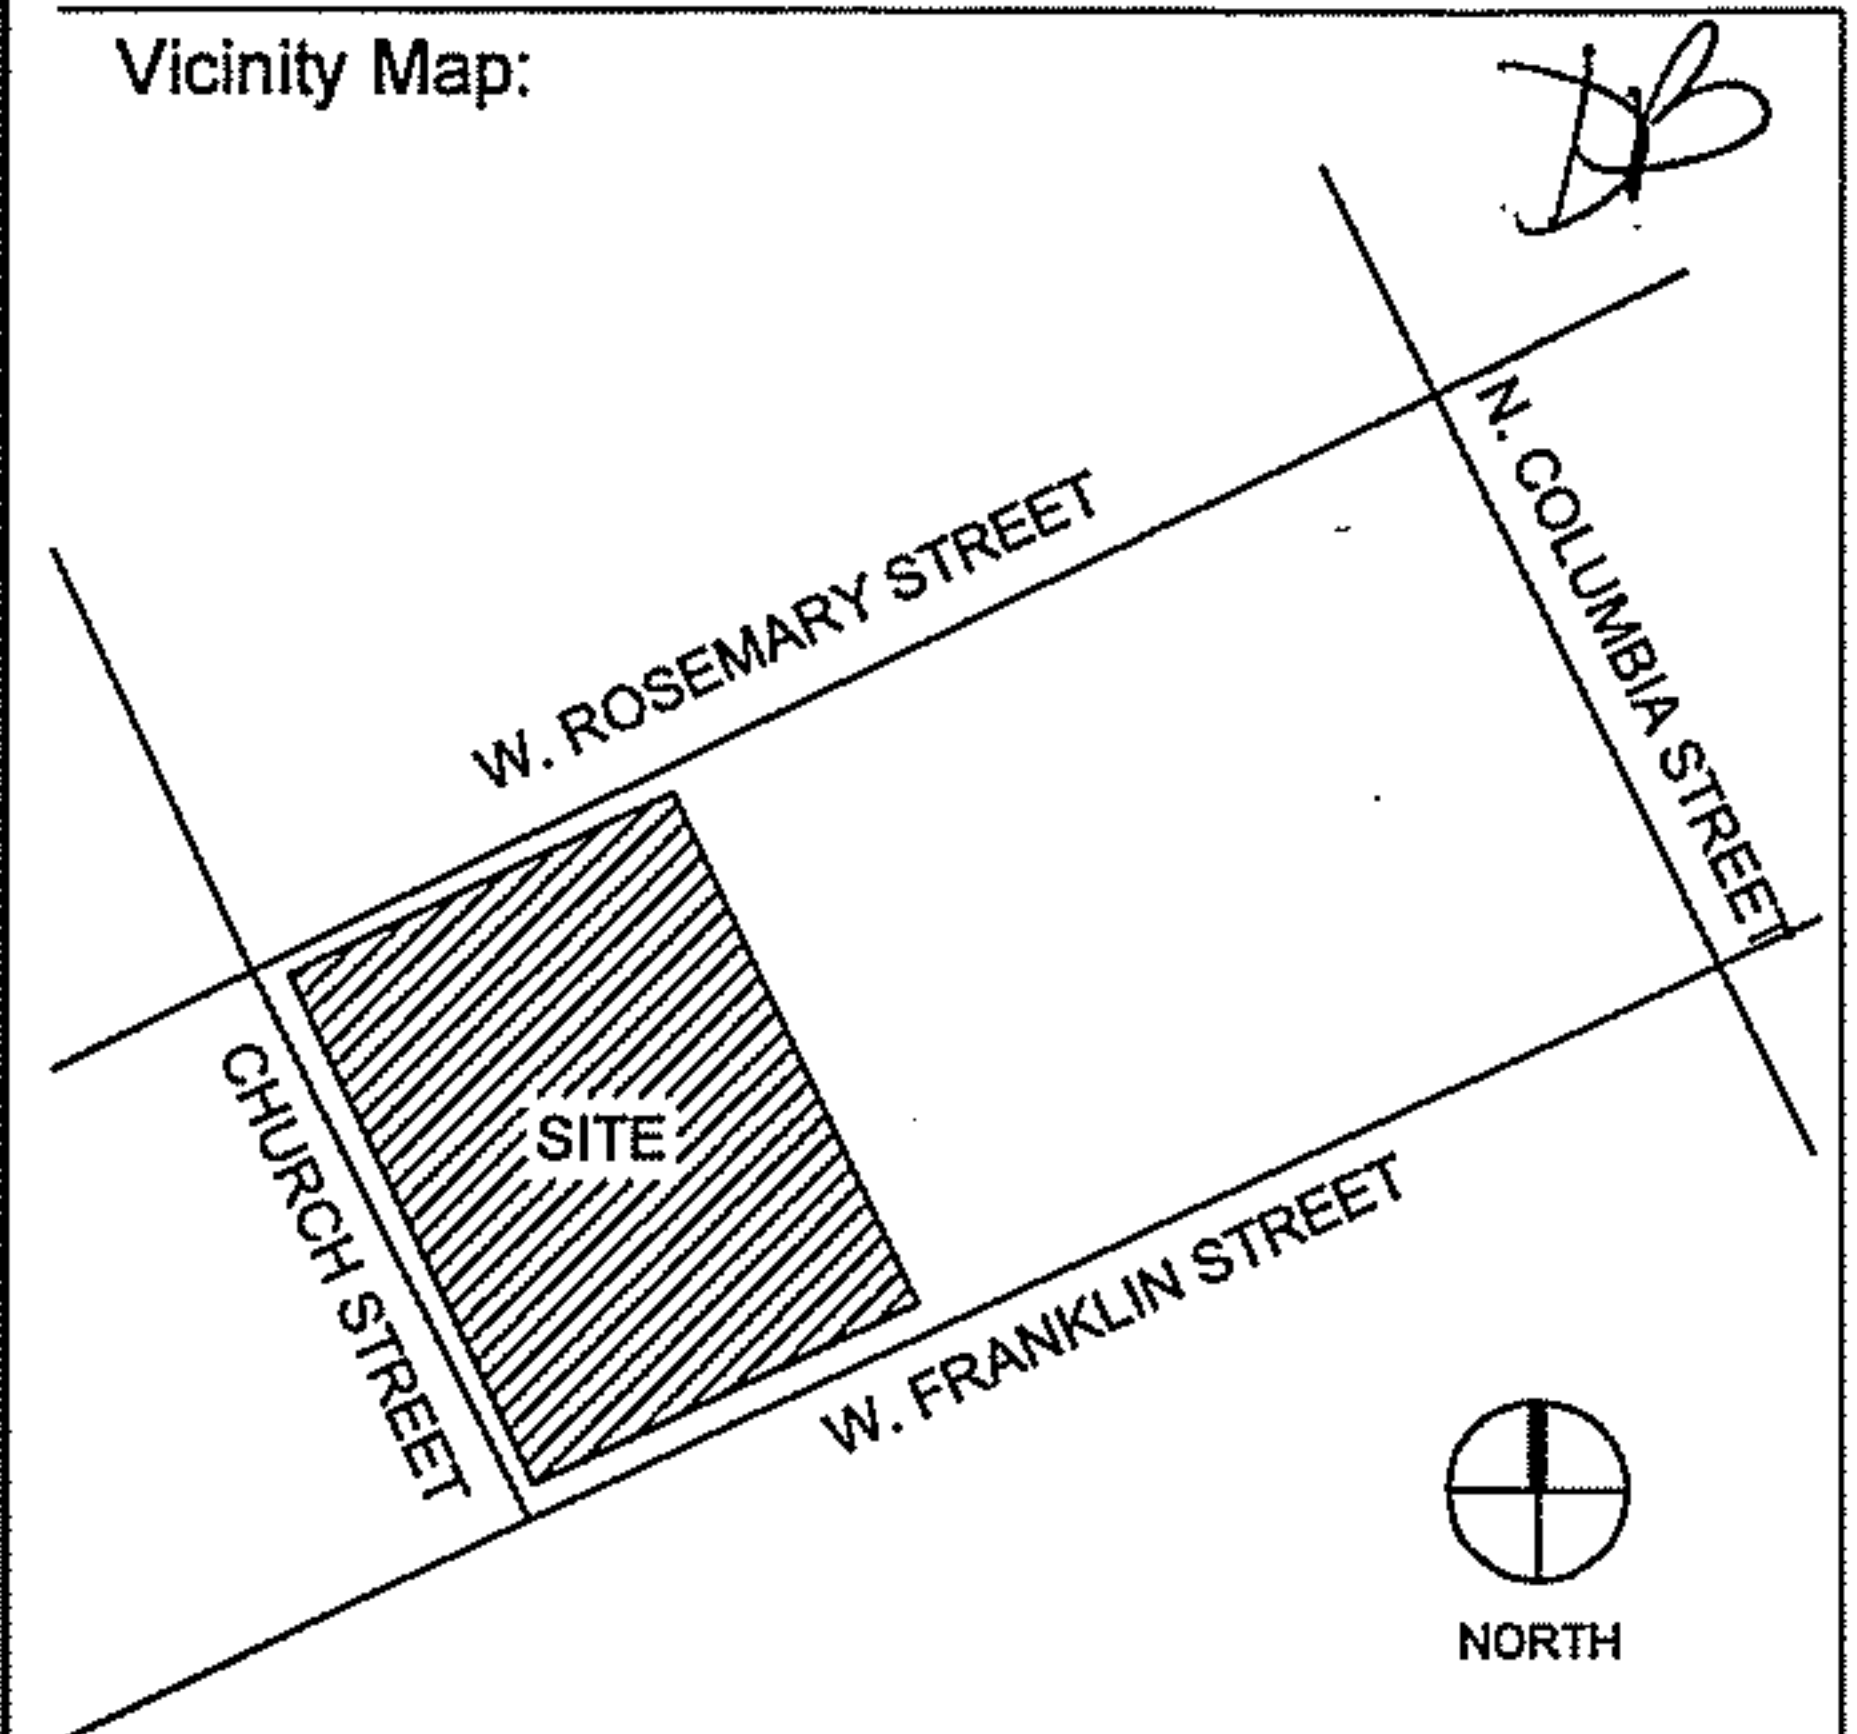 Vicinity Map:
N. COLUMBIA STREET
W. ROSEMARY STREET
SITE
CHURCH STREET
W. FRANKLIN STREET
NORTH